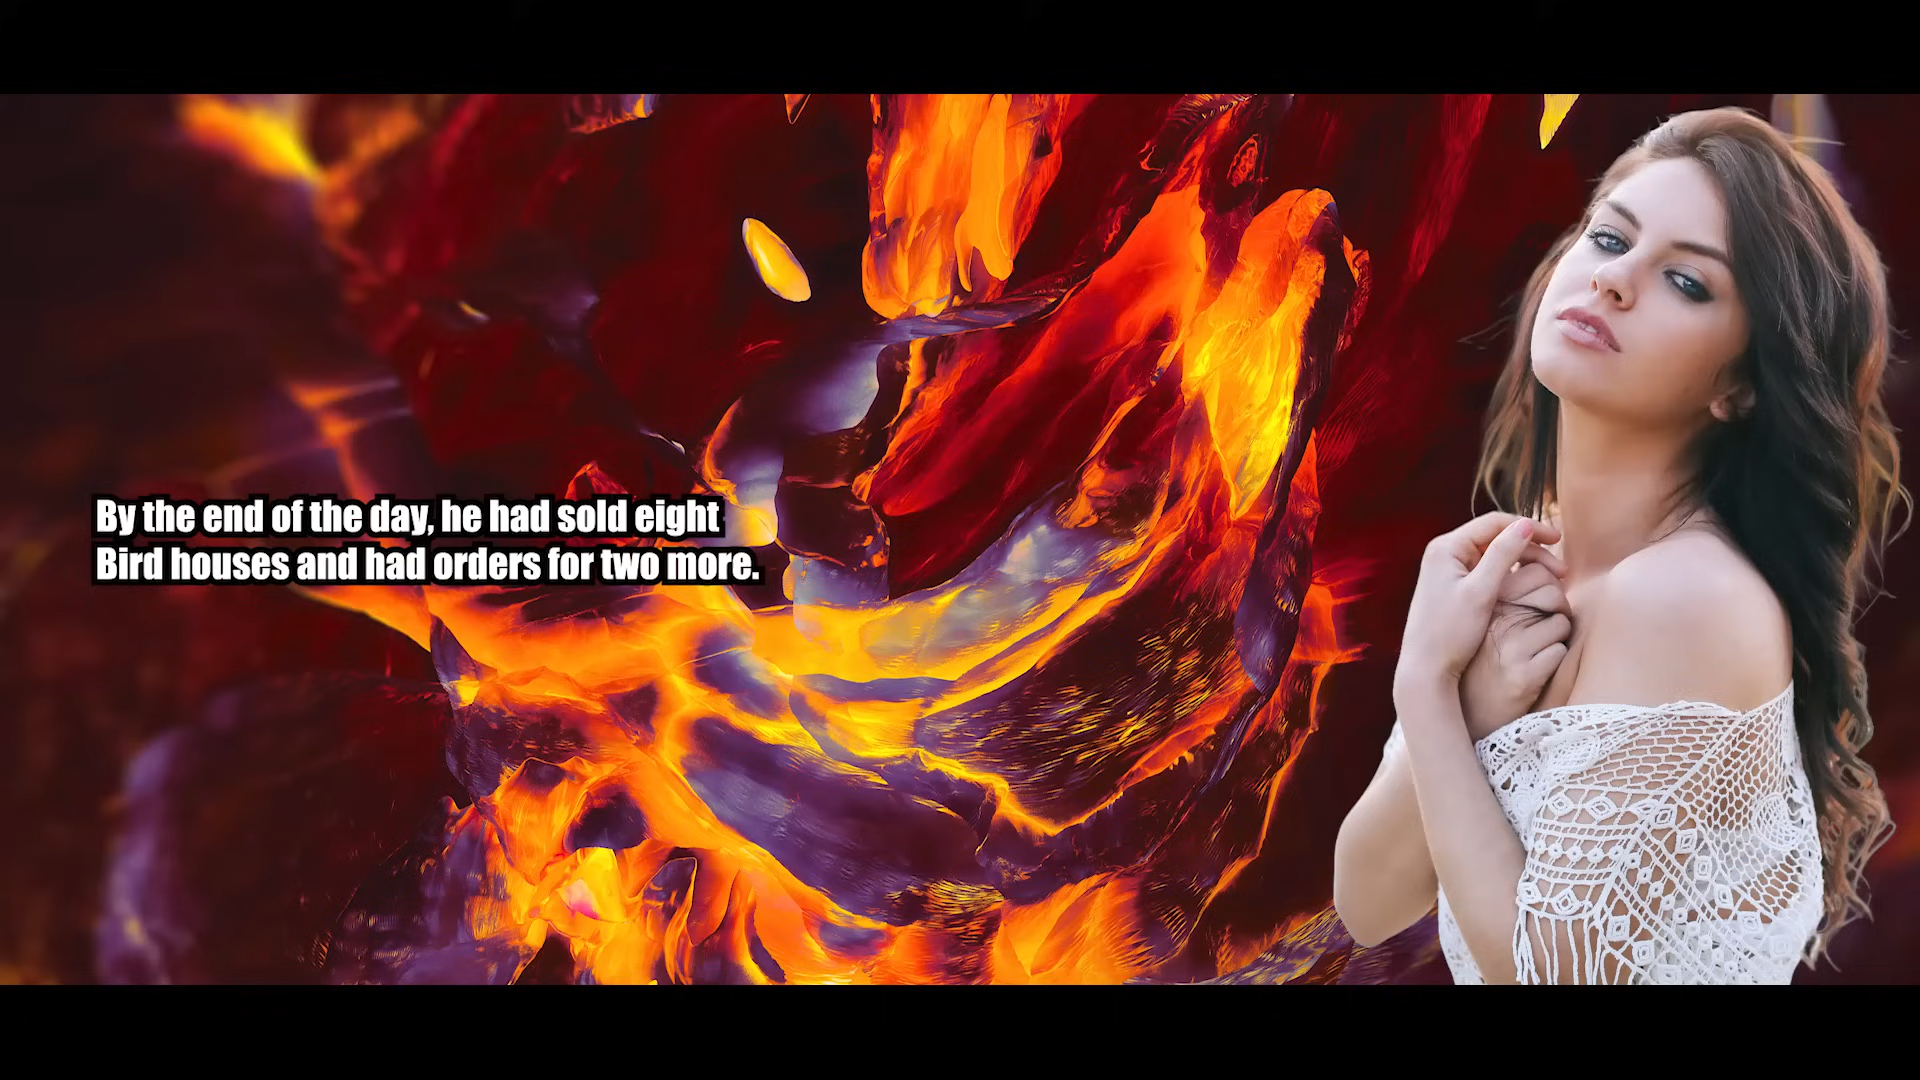 By the end of the day, he had sold eight
Bird houses and had orders for two more.